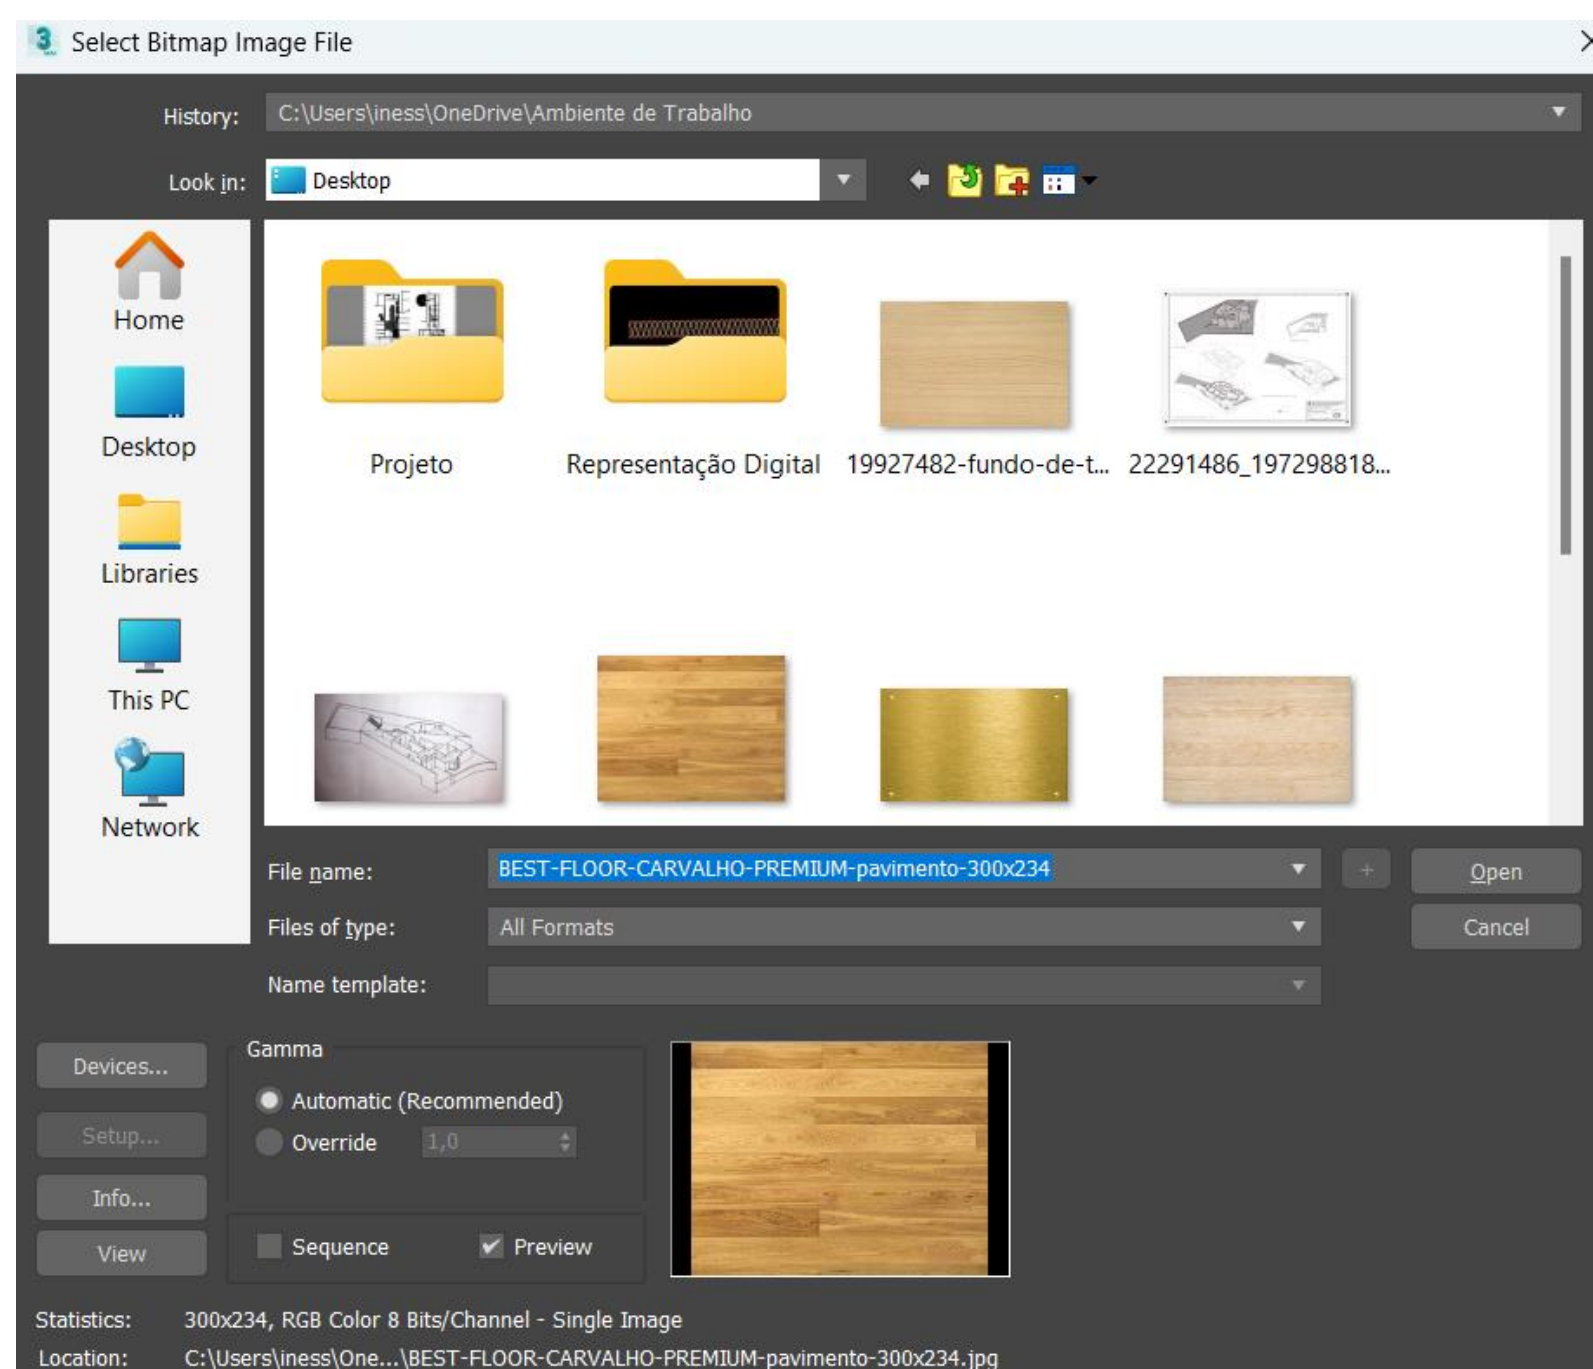 Select Bitmap Image File
History: C:\Users\iness\OneDrive\Ambiente de Trabalho
Look in: Desktop
Home
Desktop
Libraries
This PC
Network
Projeto
Representação Digital
19927482-fundo-de-t...
22291486_197298818...
File name: BEST-FLOOR-CARVALHO-PREMIUM-pavimento-300x234
+
Open
Files of type: All Formats
Cancel
Name template:
Devices...
Setup...
Info...
View
Gamma
Automatic (Recommended)
Override 1,0
Sequence
Preview
Statistics: 300x234, RGB Color 8 Bits/Channel - Single Image
Location: C:\Users\iness\One...\BEST-FLOOR-CARVALHO-PREMIUM-pavimento-300x234.jpg